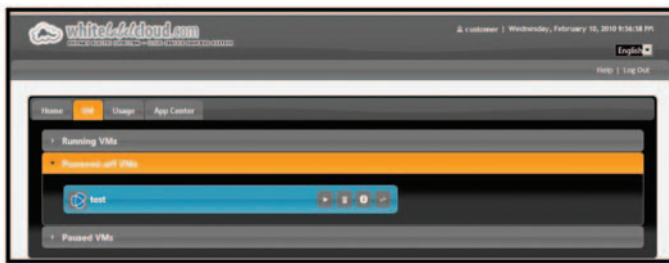 whitelabelcloud.com
customer | Wednesday, February 10, 2010 9:56:58 PM
English
Help | Log Out
Home VM Usage App Center
Running VMs
Powered-off VMs
test
Paused VMs